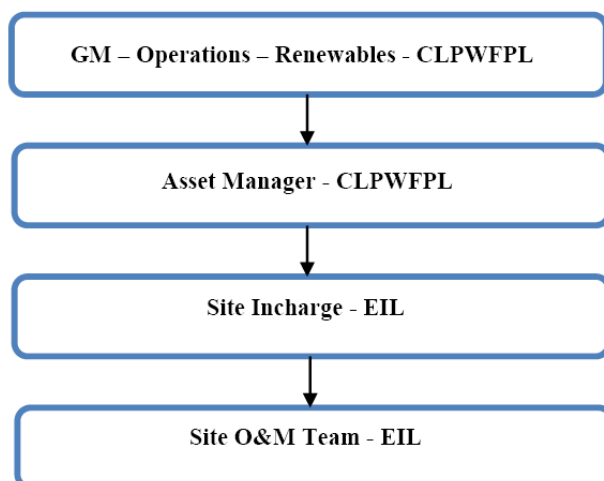 GM – Operations – Renewables - CLPWFPL
Asset Manager - CLPWFPL
Site Incharge - EIL
Site O&M Team - EIL